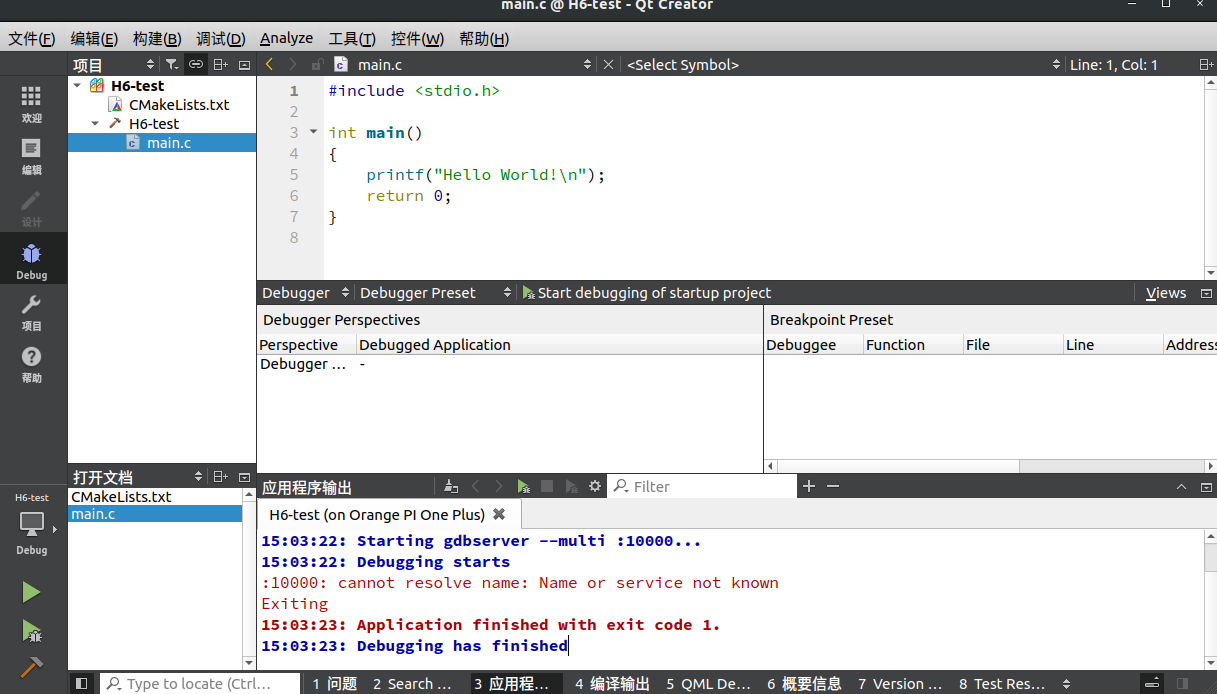 main.c @ H6-test - Qt Creator
文件(F) 编辑(E) 构建(B) 调试(D) Analyze 工具(T) 控件(W) 帮助(H)
项目 main.c <Select Symbol> Line: 1, Col: 1
H6-test
CMakeLists.txt
H6-test
main.c
欢迎
编辑
设计
Debug
项目
帮助
1 #include <stdio.h>
2
3 int main()
4 {
5 printf("Hello World!\n");
6 return 0;
7 }
8
Debugger Debugger Preset Start debugging of startup project Views
Debugger Perspectives
Perspective Debugged Application
Debugger ... -
Breakpoint Preset
Debuggee Function File Line Address
打开文档
CMakeLists.txt
main.c
H6-test
Debug
应用程序输出 Filter
H6-test (on Orange PI One Plus)
15:03:22: Starting gdbserver --multi :10000...
15:03:22: Debugging starts
:10000: cannot resolve name: Name or service not known
Exiting
15:03:23: Application finished with exit code 1.
15:03:23: Debugging has finished
Type to locate (Ctrl... 1 问题 2 Search ... 3 应用程... 4 编译输出 5 QML De... 6 概要信息 7 Version ... 8 Test Res...